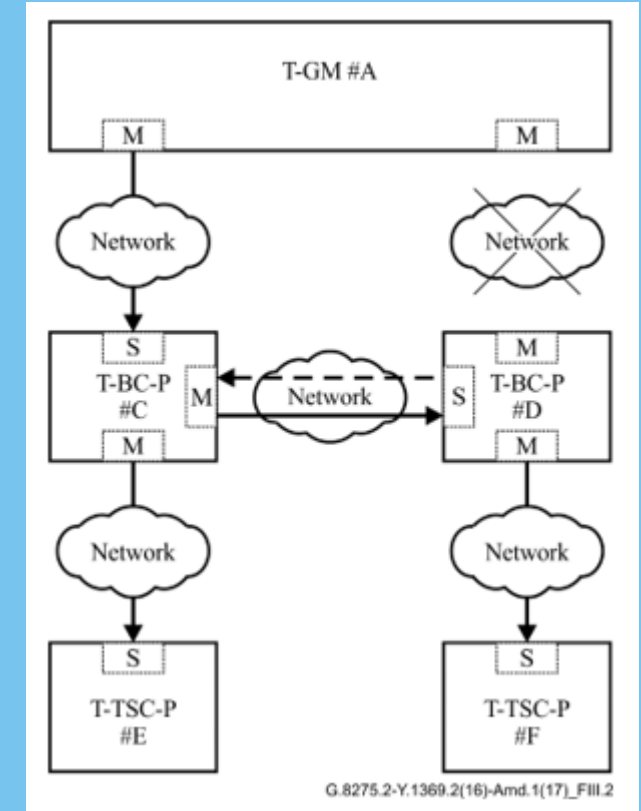 T-GM #A
M
M
Network
Network
S
M
T-BC-P
#C
M
Network
S
T-BC-P
#D
M
M
Network
Network
S
S
T-TSC-P
#E
T-TSC-P
#F
G.8275.2-Y.1369.2(16)-Amd.1(17)_FIII.2